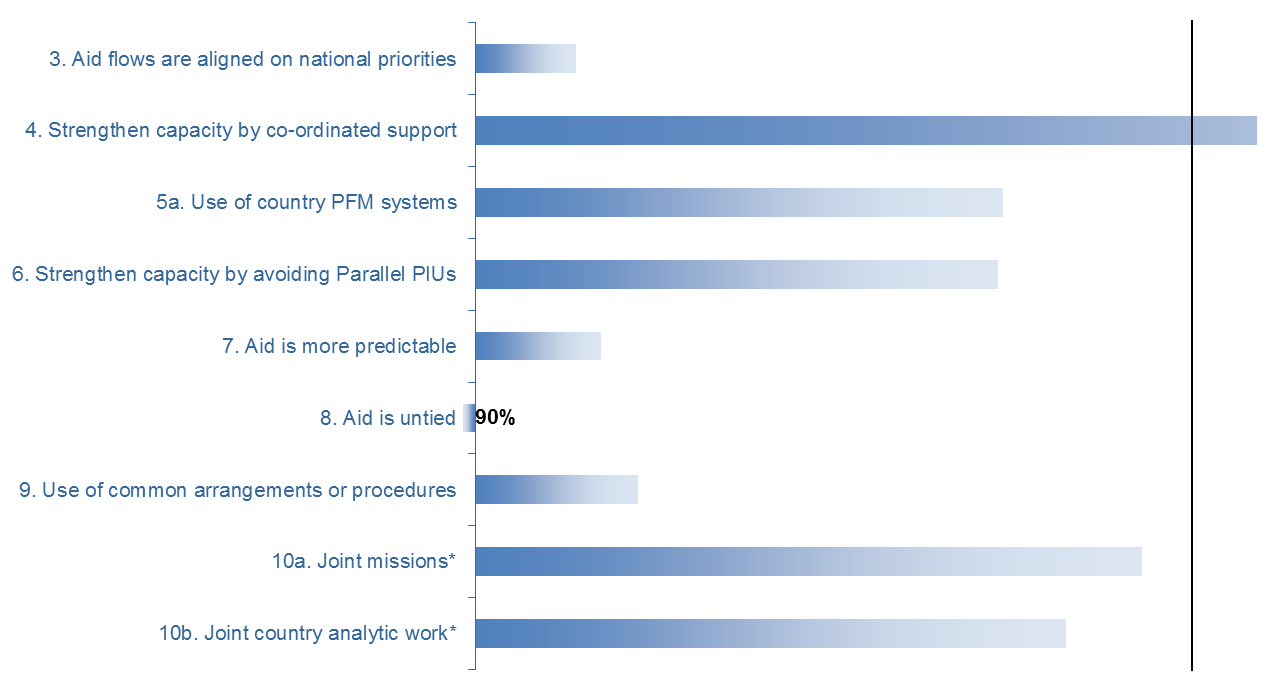 3. Aid flows are aligned on national priorities
4. Strengthen capacity by co-ordinated support
5a. Use of country PFM systems
6. Strengthen capacity by avoiding Parallel PIUs
7. Aid is more predictable
8. Aid is untied 90%
9. Use of common arrangements or procedures
10a. Joint missions*
10b. Joint country analytic work*